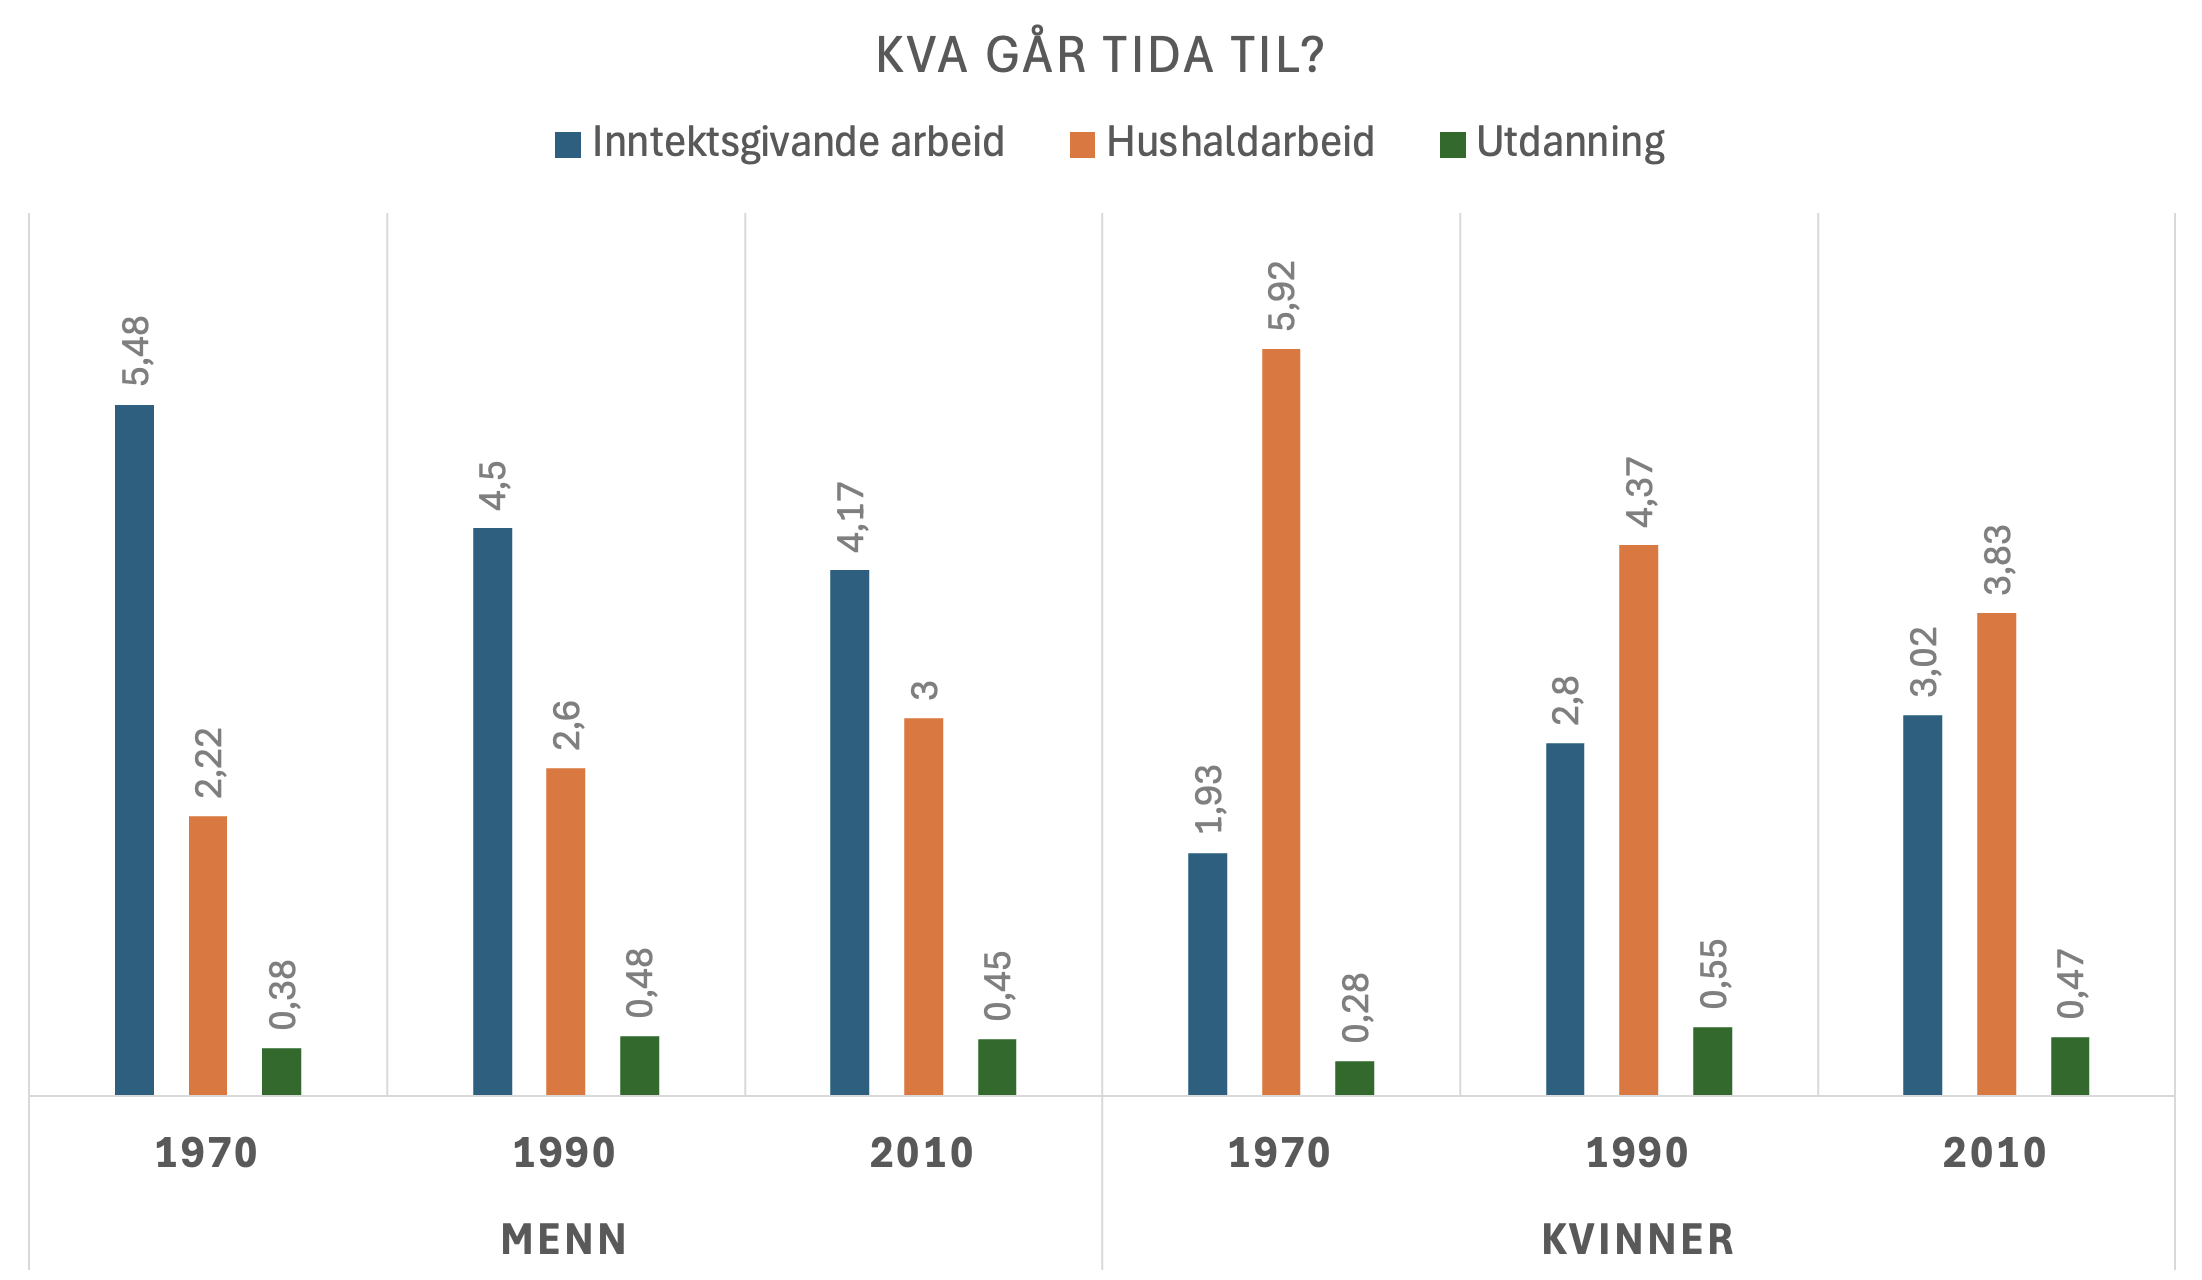 KVA GÅR TIDA TIL?
Inntektsgivande arbeid Hushaldarbeid Utdanning
5,48 2,22 0,38 4,5 2,6 0,48 4,17 3 0,45 1,93 5,92 0,28 2,8 4,37 0,55 3,02 3,83 0,47
1970 1990 2010 1970 1990 2010
MENN KVINNER